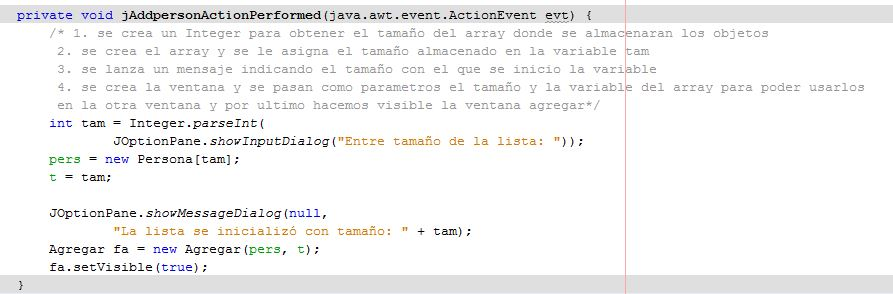 private void jAddpersonActionPerformed(java.awt.event.ActionEvent evt) {
/* 1. se crea un Integer para obtener el tamaño del array donde se almacenaran los objetos
2. se crea el array y se le asigna el tamaño almacenado en la variable tam
3. se lanza un mensaje indicando el tamaño con el que se inicio la variable
4. se crea la ventana y se pasan como parametros el tamaño y la variable del array para poder usarlos
en la otra ventana y por ultimo hacemos visible la ventana agregar*/
int tam = Integer.parseInt(
JOptionPane.showInputDialog("Entre tamaño de la lista: "));
pers = new Persona[tam];
t = tam;
JOptionPane.showMessageDialog(null,
"La lista se inicializó con tamaño: " + tam);
Agregar fa = new Agregar(pers, t);
fa.setVisible(true);
}